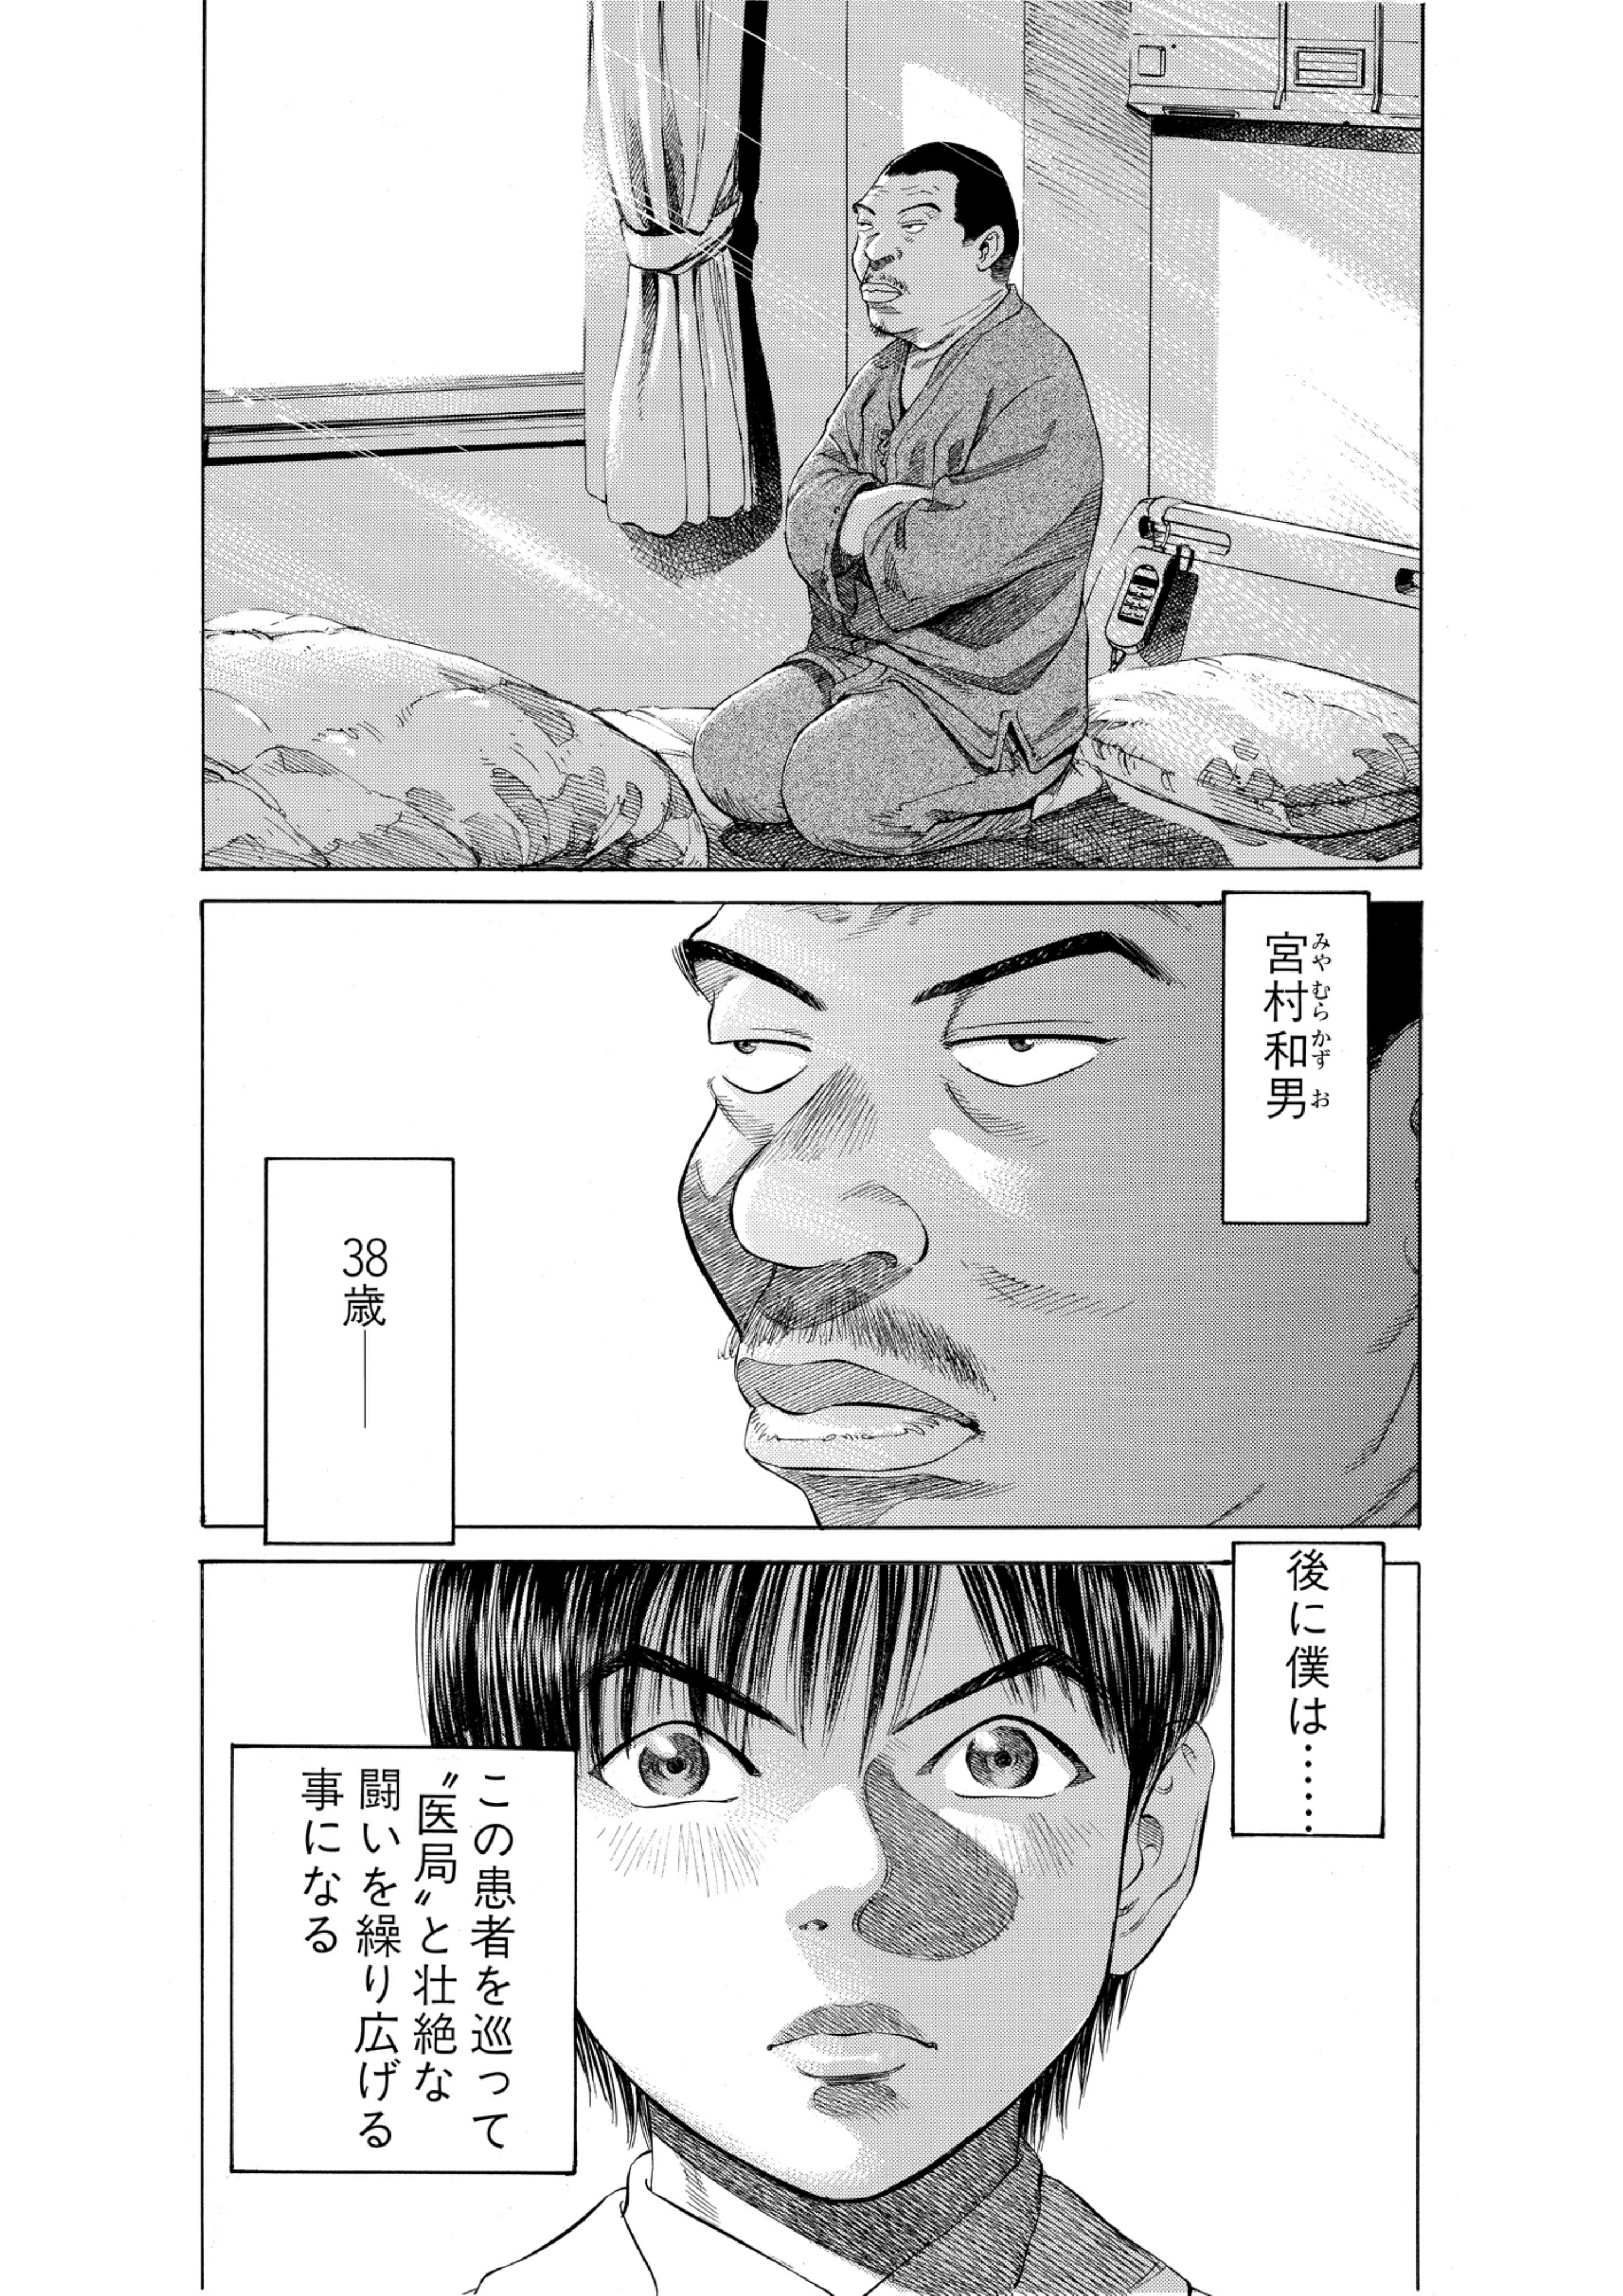 宮村和男
みやむらかずお
38歳――
後に僕は……
この患者を巡って
〝医局〟と壮絶な
闘いを繰り広げる
事になる